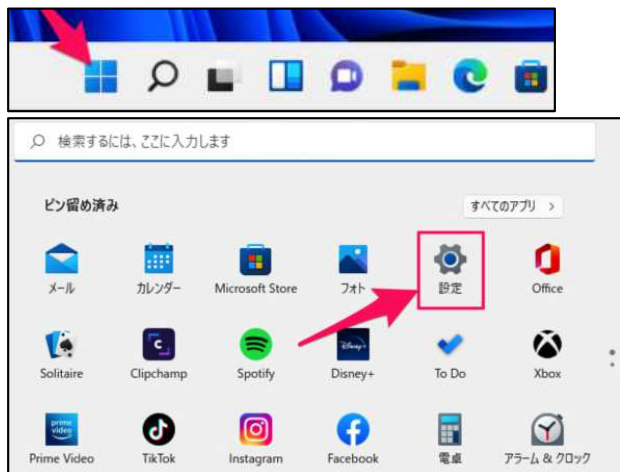 検索するには、ここに入力します
ピン留め済み
すべてのアプリ >
メール カレンダー Microsoft Store フォト 設定 Office
Solitaire Clipchamp Spotify Disney+ To Do Xbox
prime video
Prime Video TikTok Instagram Facebook 電卓 アラーム & クロック